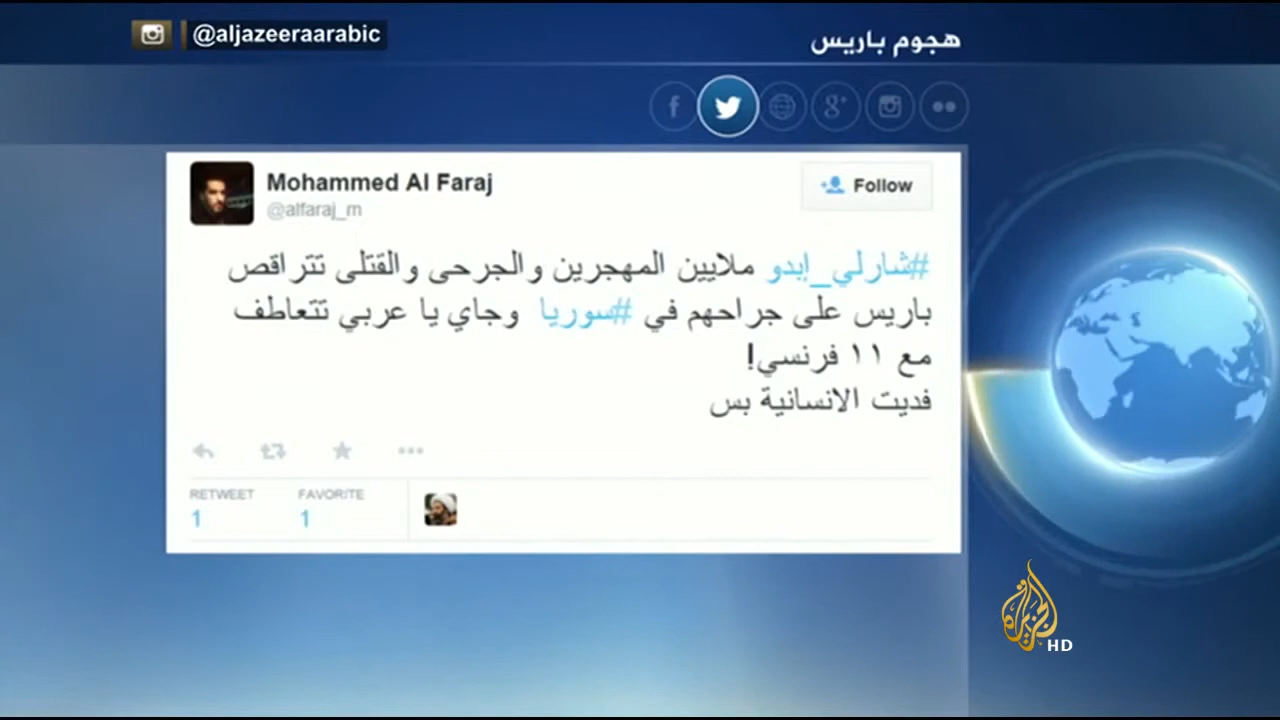 @aljazeeraarabic
هجوم باريس
Mohammed Al Faraj
@alfaraj_m
Follow
#شارلي_إبدو ملايين المهجرين والجرحى والقتلى تتراقص
باريس على جراحهم في #سوريا وجاي يا عربي تتعاطف
مع ١١ فرنسي!
فديت الانسانية بس
RETWEET
1
FAVORITE
1
الجزيرة
HD